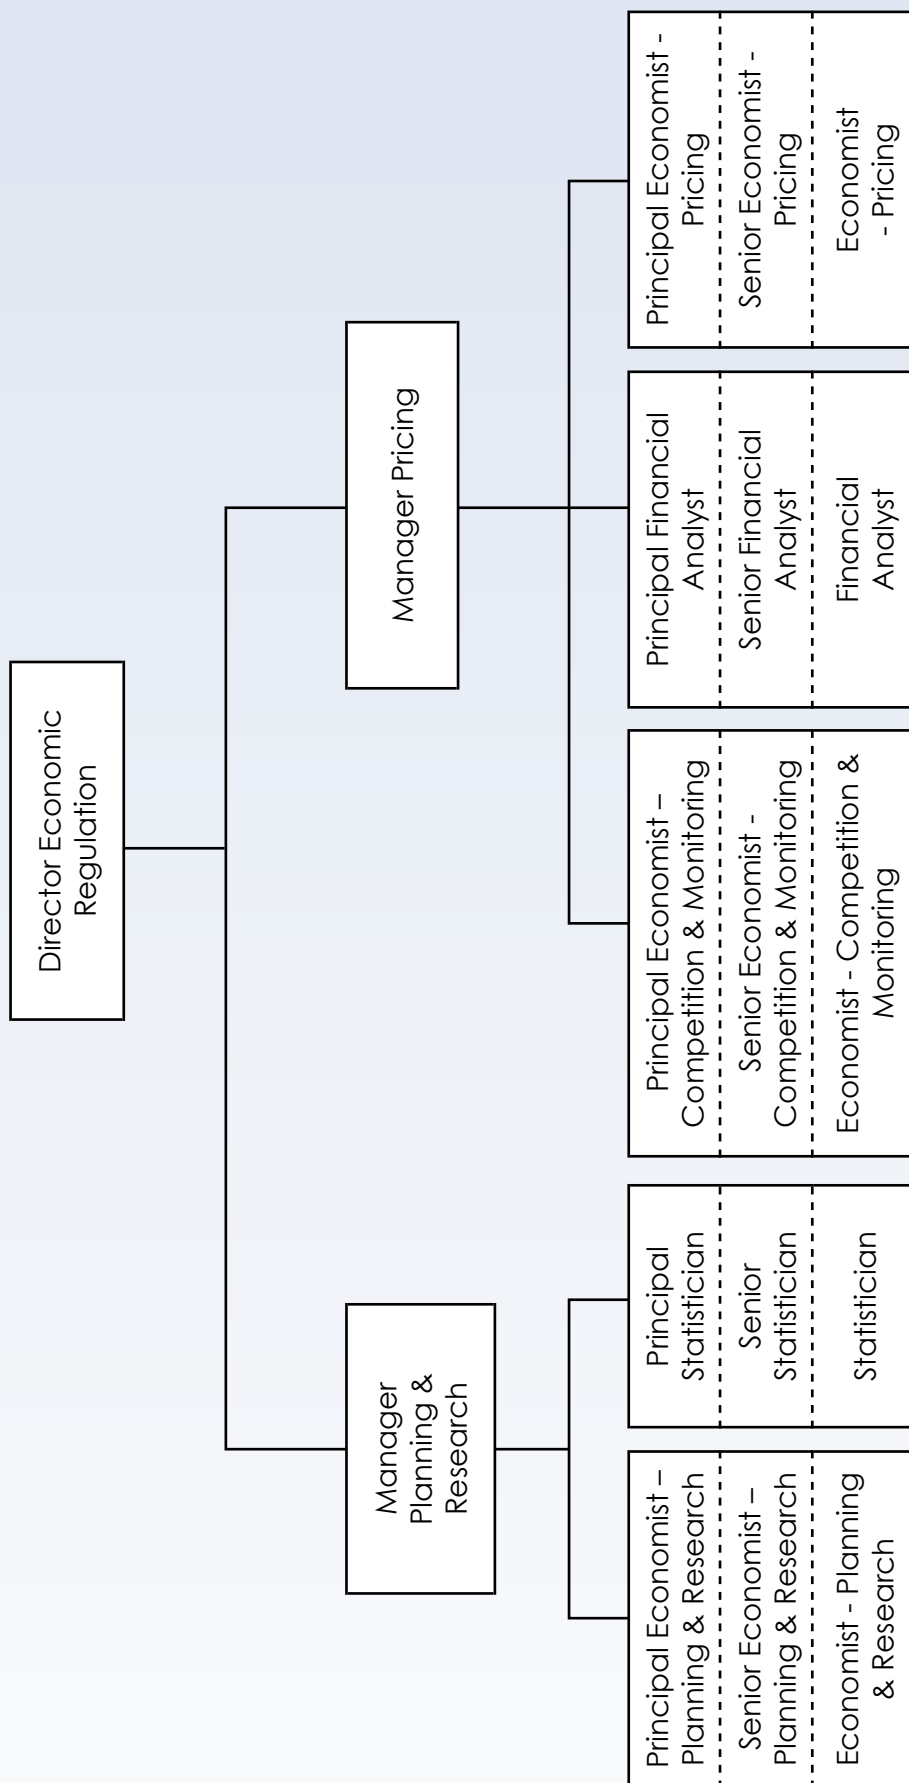 Director Economic
Regulation
Manager
Planning &
Research
Manager Pricing
Principal Economist –
Planning & Research
Senior Economist –
Planning & Research
Economist - Planning
& Research
Principal
Statistician
Senior
Statistician
Statistician
Principal Economist –
Competition & Monitoring
Senior Economist -
Competition & Monitoring
Economist - Competition &
Monitoring
Principal Financial
Analyst
Senior Financial
Analyst
Financial
Analyst
Principal Economist -
Pricing
Senior Economist -
Pricing
Economist
- Pricing